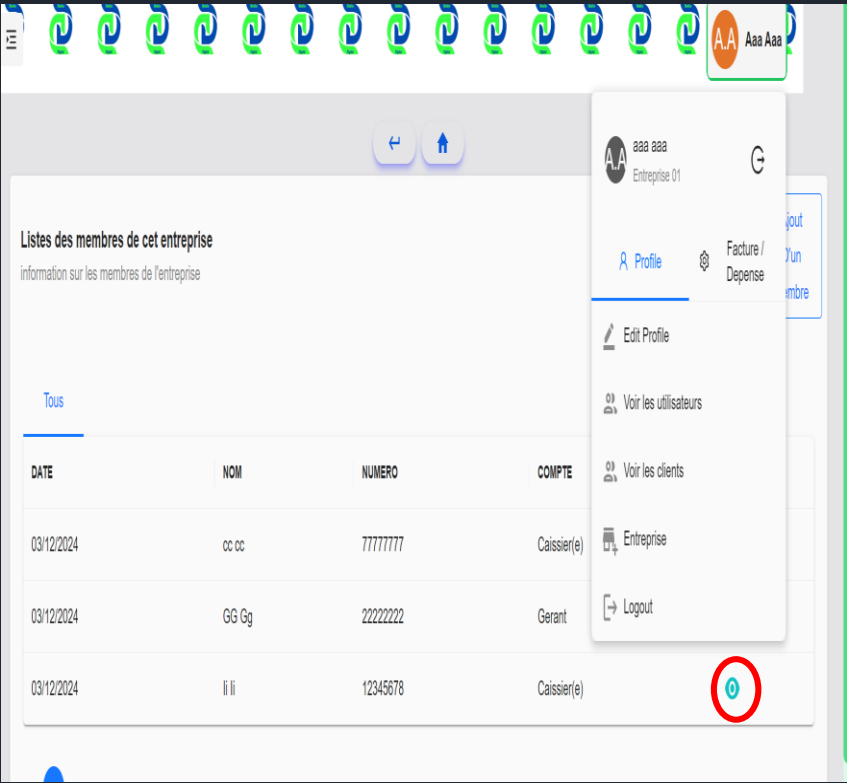 A.A Aaa Aaa
A.A aaa aaa
Entreprise 01
Listes des membres de cet entreprise
information sur les membres de l'entreprise
Profile
Facture /
Depense
jout
'un
mbre
Edit Profile
Tous
Voir les utilisateurs
DATE NOM NUMERO COMPTE
Voir les clients
03/12/2024 cc cc 77777777 Caissier(e)
Entreprise
03/12/2024 GG Gg 22222222 Gerant
Logout
03/12/2024 li li 12345678 Caissier(e)